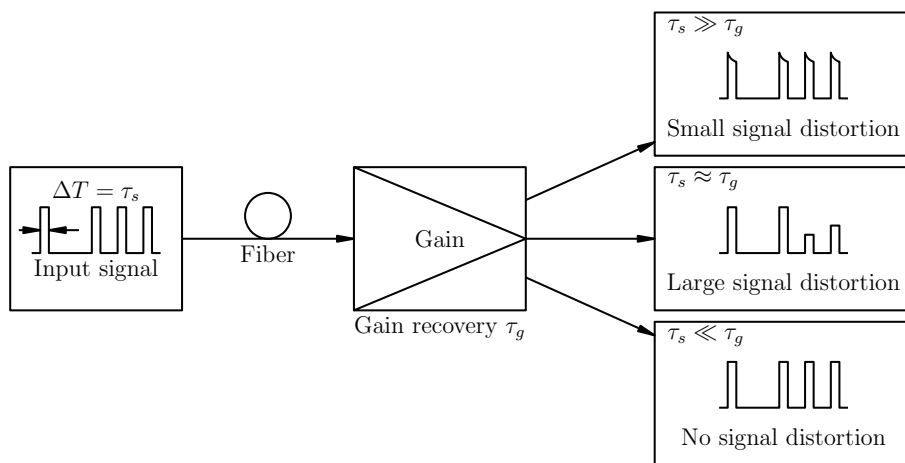 ΔT = τ_s
Input signal
Fiber
Gain
Gain recovery τ_g
τ_s ≫ τ_g
Small signal distortion
τ_s ≈ τ_g
Large signal distortion
τ_s ≪ τ_g
No signal distortion